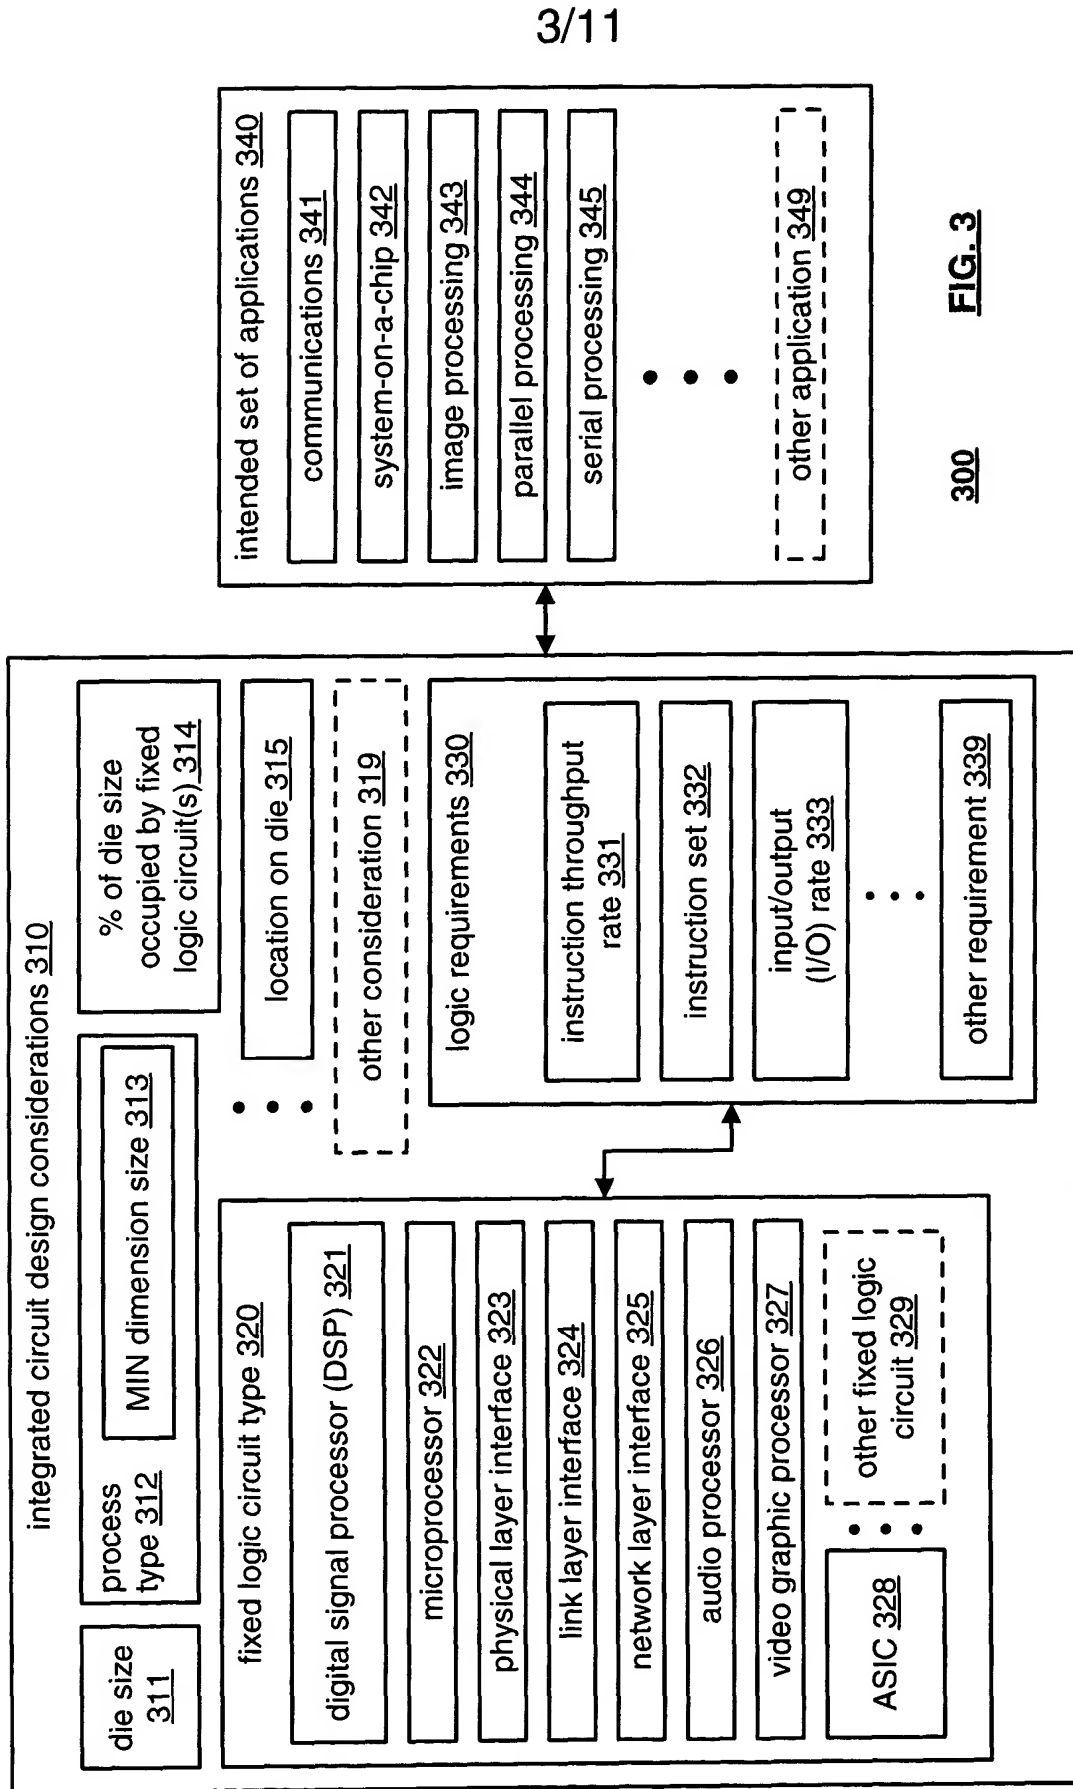 3/11
integrated circuit design considerations 310
die size
311
process
type 312
MIN dimension size 313
% of die size
occupied by fixed
logic circuit(s) 314
location on die 315
other consideration 319
fixed logic circuit type 320
digital signal processor (DSP) 321
microprocessor 322
physical layer interface 323
link layer interface 324
network layer interface 325
audio processor 326
video graphic processor 327
ASIC 328
other fixed logic
circuit 329
logic requirements 330
instruction throughput
rate 331
instruction set 332
input/output
(I/O) rate 333
other requirement 339
intended set of applications 340
communications 341
system-on-a-chip 342
image processing 343
parallel processing 344
serial processing 345
other application 349
300
FIG. 3